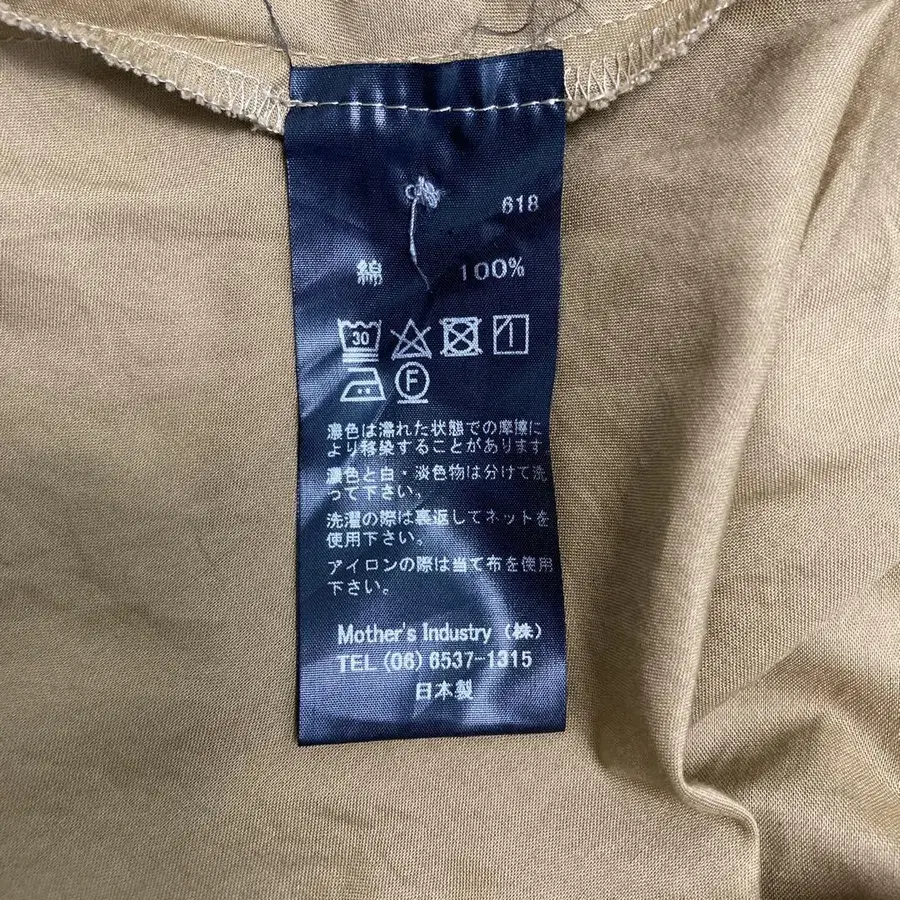 618
綿 100%
30
F
濃色は濡れた状態での摩擦に
より移染することがあります。
濃色と白・淡色物は分けて洗
って下さい。
洗濯の際は裏返してネットを
使用下さい。
アイロンの際は当て布を使用
下さい。
Mother's Industry (株)
TEL (06) 6537-1315
日本製